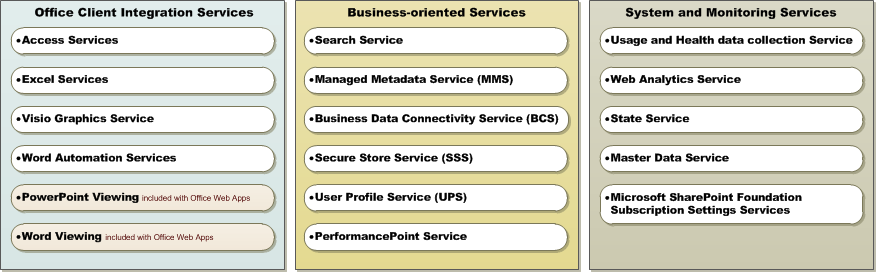 Office Client Integration Services
•Access Services
•Excel Services
•Visio Graphics Service
•Word Automation Services
•PowerPoint Viewing included with Office Web Apps
•Word Viewing included with Office Web Apps
Business-oriented Services
•Search Service
•Managed Metadata Service (MMS)
•Business Data Connectivity Service (BCS)
•Secure Store Service (SSS)
•User Profile Service (UPS)
•PerformancePoint Service
System and Monitoring Services
•Usage and Health data collection Service
•Web Analytics Service
•State Service
•Master Data Service
•Microsoft SharePoint Foundation
Subscription Settings Services